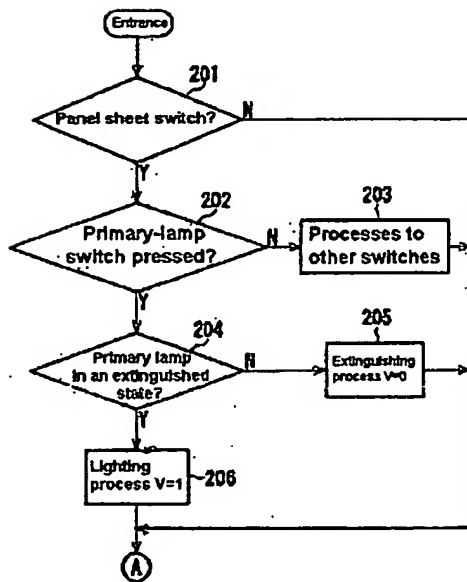 Entrance
201
Panel sheet switch?
N
Y
202
Primary-lamp
switch pressed?
N
203
Processes to
other switches
Y
204
Primary lamp
in an extinguished
state?
N
205
Extinguishing
process V=0
Y
Lighting
process V=1
206
A